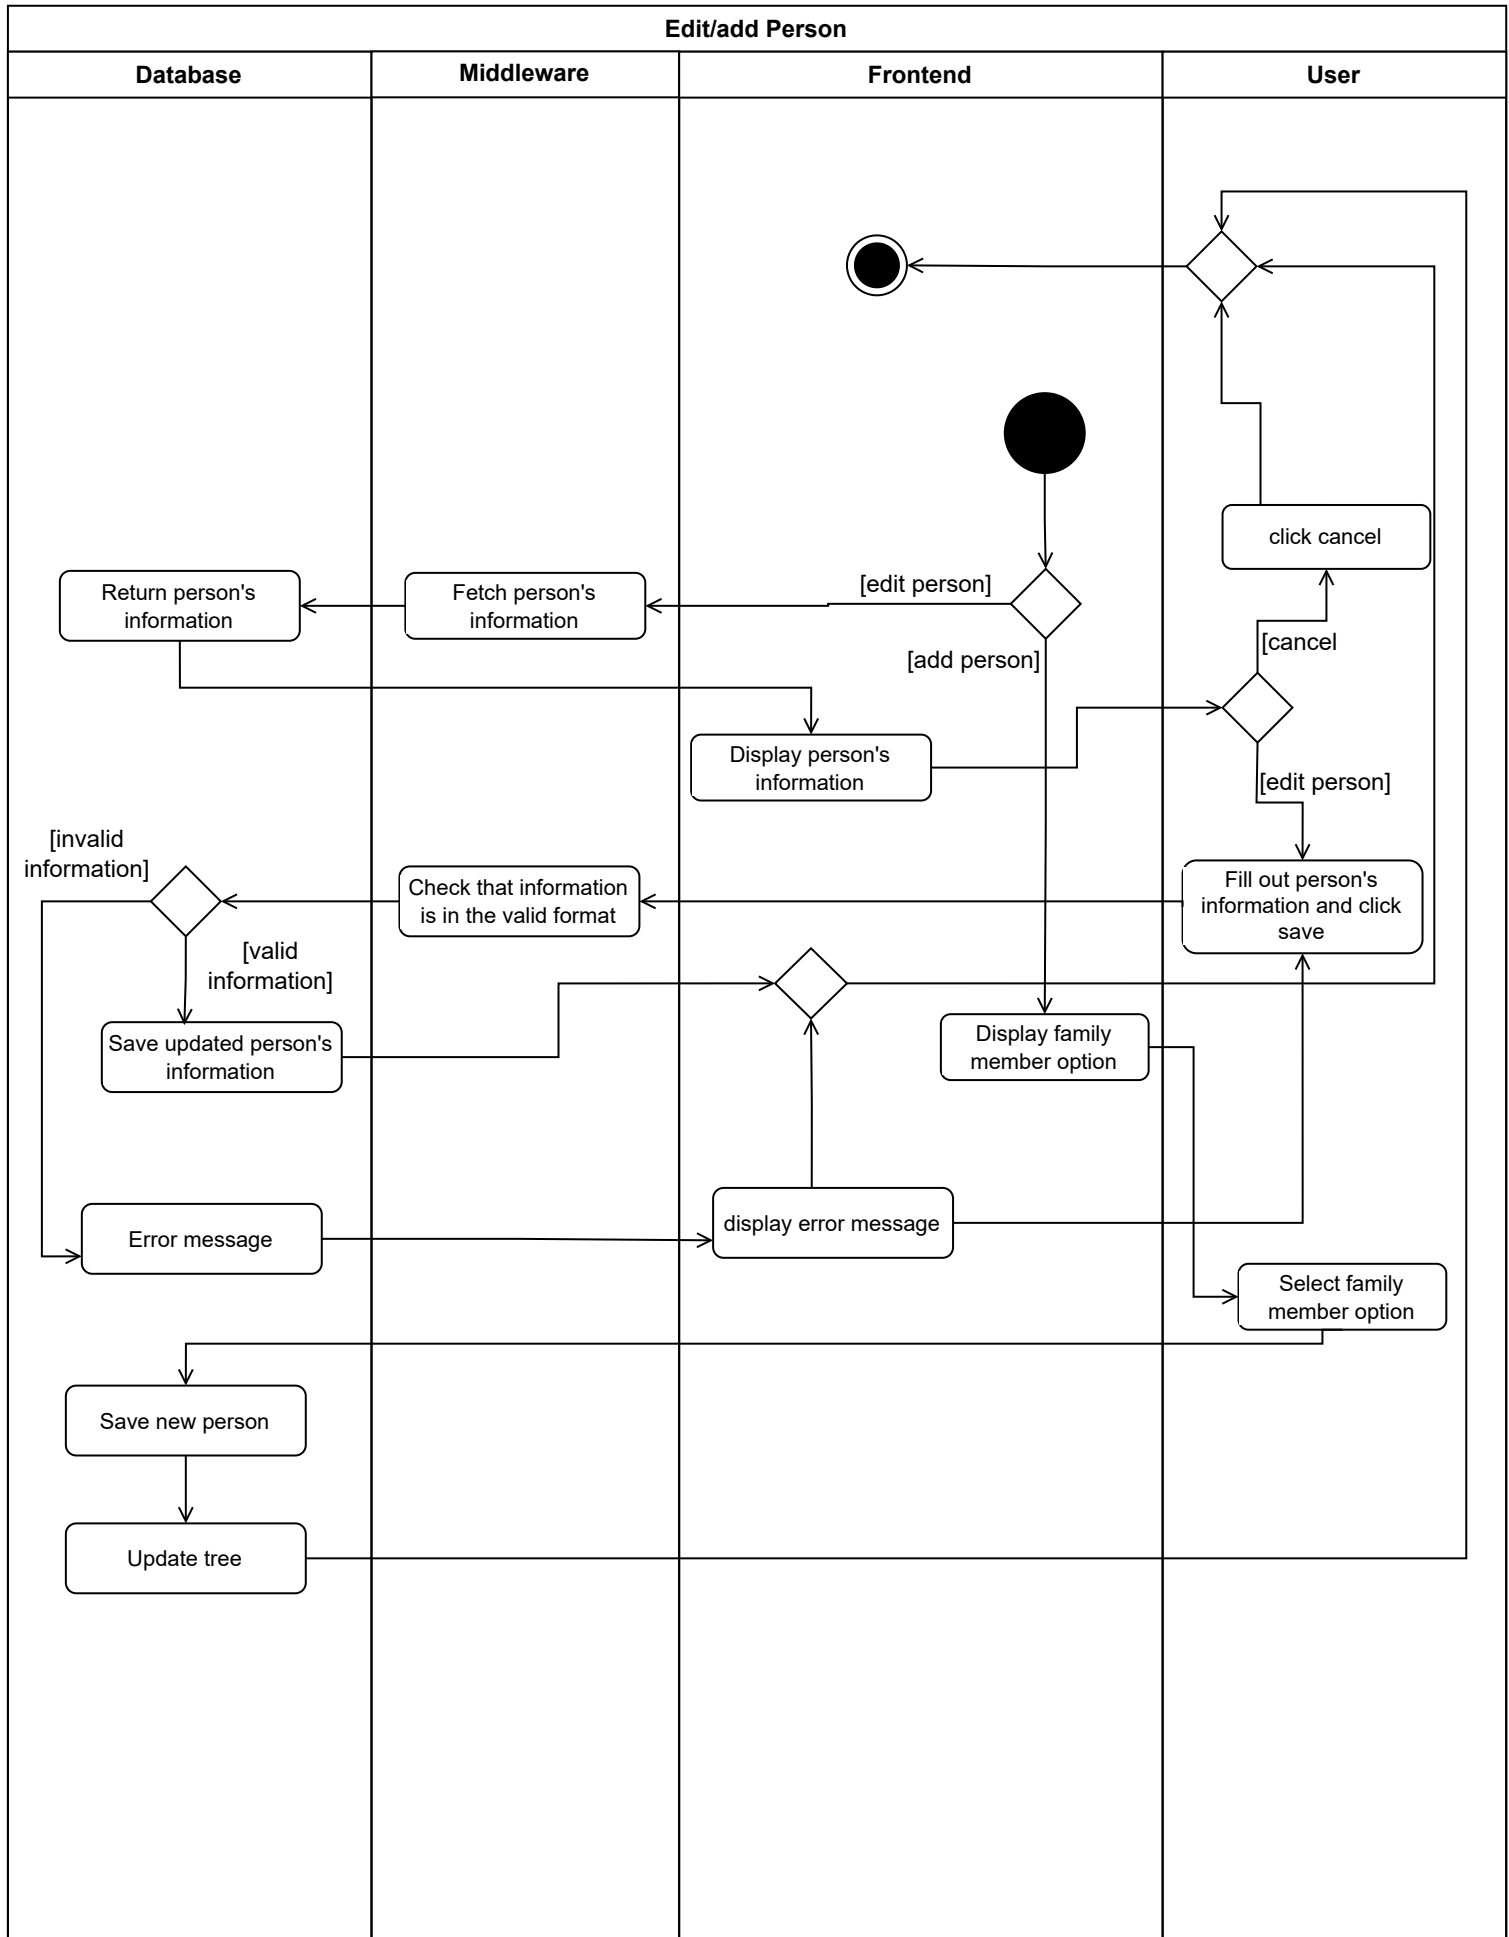 Edit/add Person
Database
Middleware
Frontend
User
click cancel
Return person's
information
Fetch person's
information
[edit person]
[add person]
[cancel
Display person's
information
[edit person]
[invalid
information]
Check that information
is in the valid format
Fill out person's
information and click
save
[valid
information]
Save updated person's
information
Display family
member option
Error message
display error message
Select family
member option
Save new person
Update tree